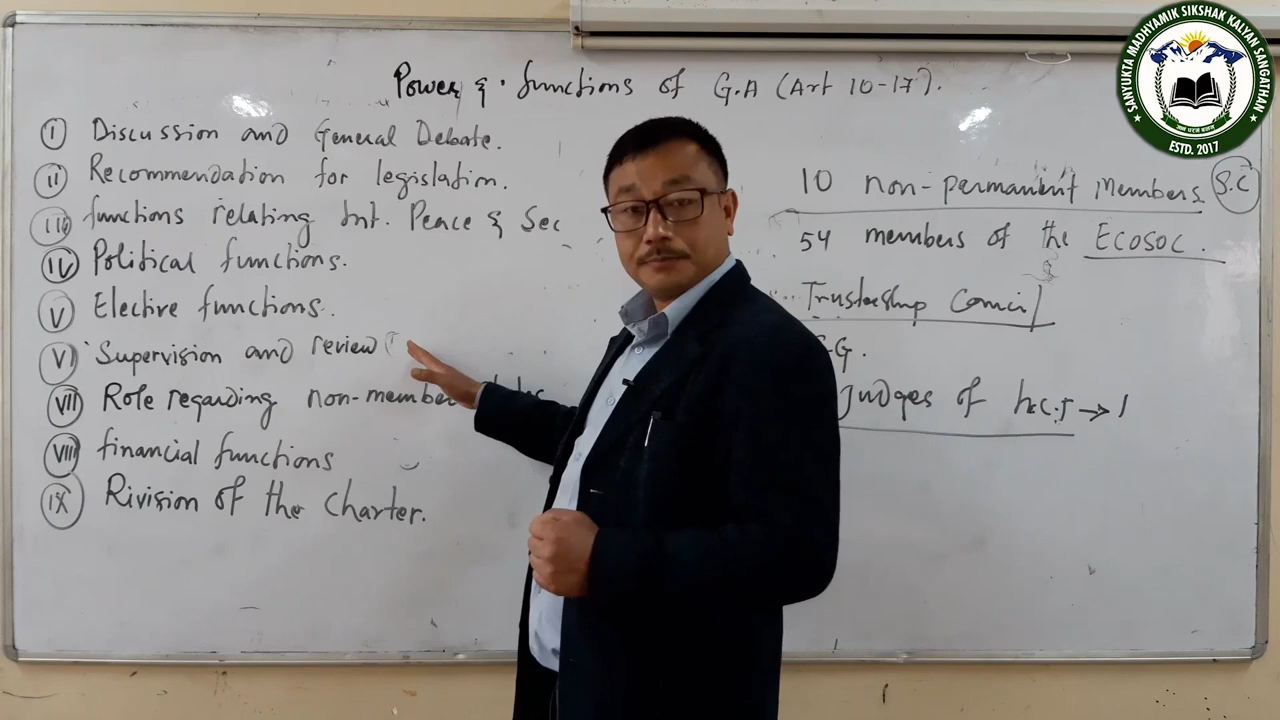 Power & functions of G.A (Art 10-17).
I Discussion and General Debate.
II Recommendation for legislation.
III functions relating Int. Peace & Sec
IV Political functions.
V Elective functions.
VI Supervision and review
VII Role regarding non-member
VIII financial functions
IX Rivision of the Charter.
10 non-permanent Members S.C
54 members of the ECOSOC.
Trusteeship Council
.G.
Judges of → 1
SANYUKTA MADHYAMIK SIKSHAK KALYAN SANGATHAN
ESTD. 2017